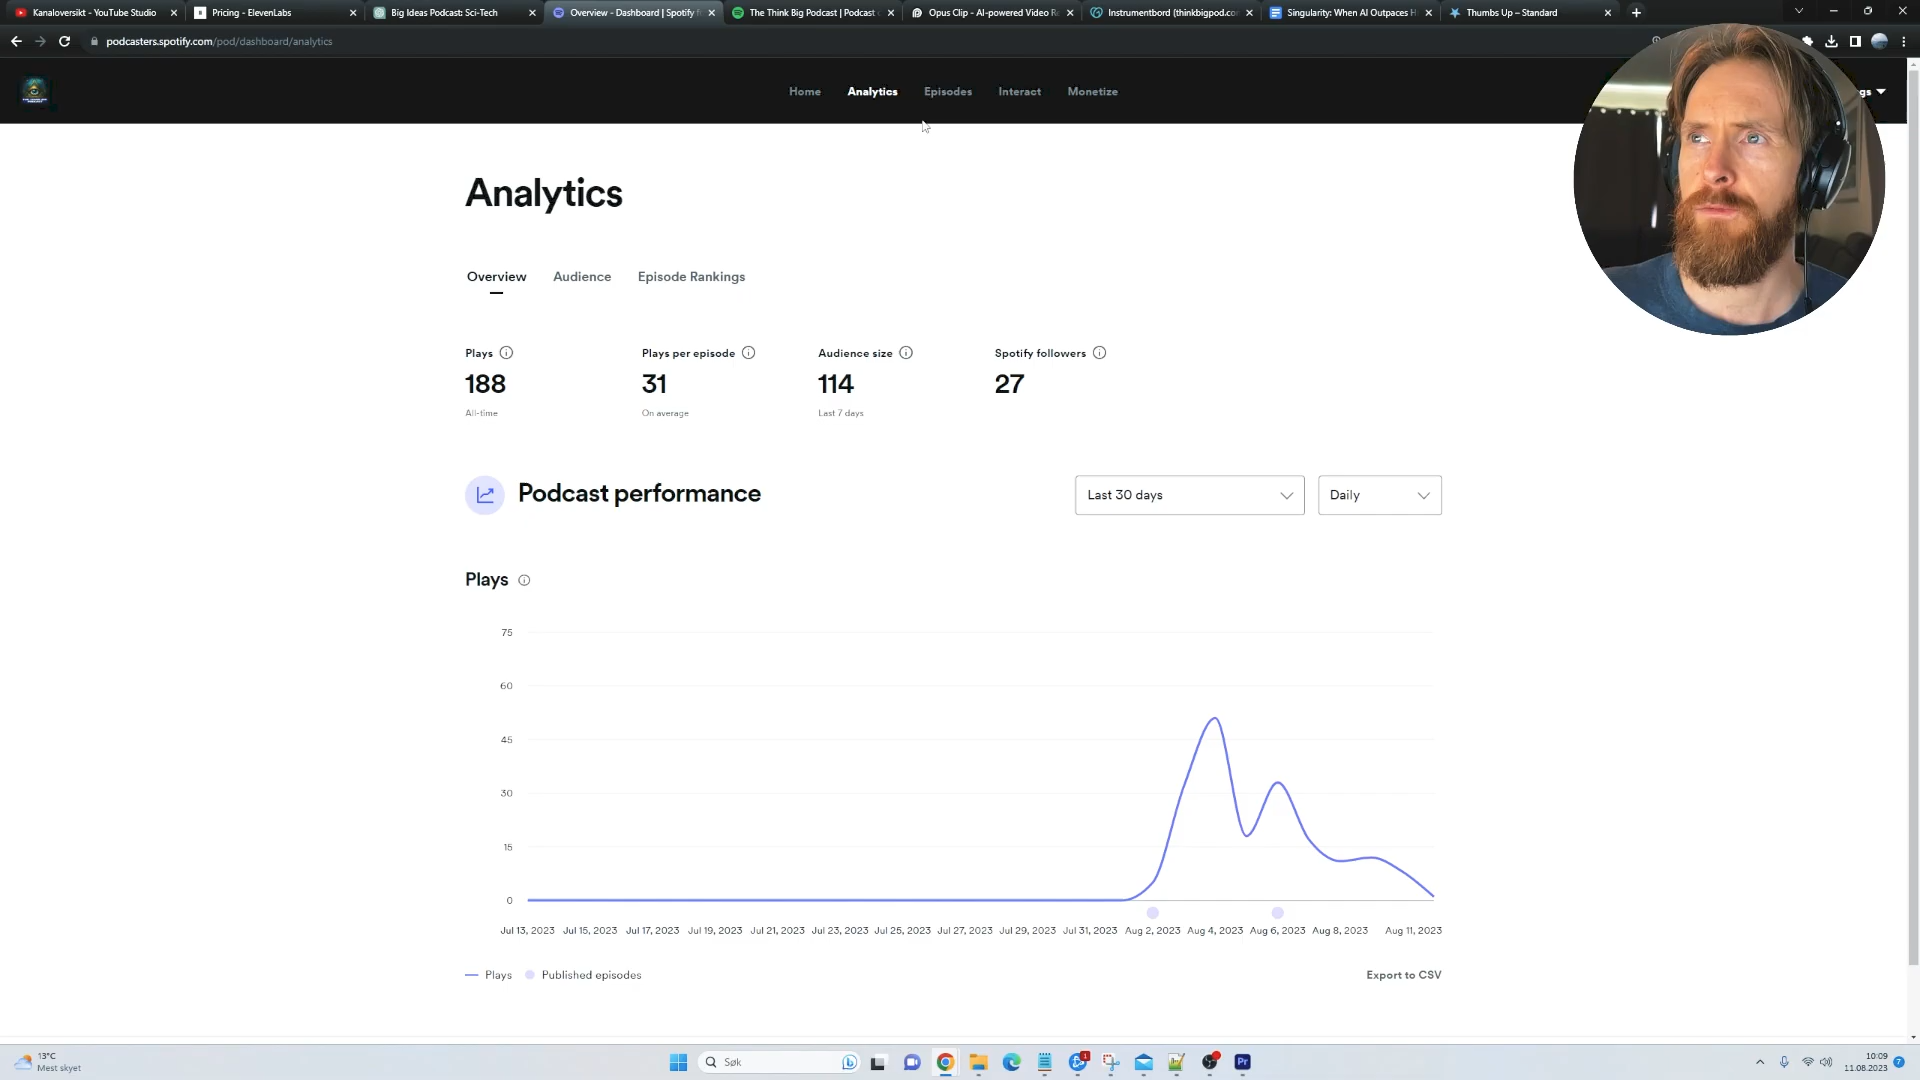 Kanaloversikt - YouTube Studio
Pricing - ElevenLabs
Big Ideas Podcast: Sci-Tech
Overview - Dashboard | Spotify f
The Think Big Podcast | Podcast
Opus Clip - AI-powered Video R
Instrumentbord (thinkbigpod.co
Singularity: When AI Outpaces H
Thumbs Up – Standard
podcasters.spotify.com/pod/dashboard/analytics
Home
Analytics
Episodes
Interact
Monetize
gs
Analytics
Overview
Audience
Episode Rankings
Plays
Plays per episode
Audience size
Spotify followers
188
31
114
27
All-time
On average
Last 7 days
Podcast performance
Last 30 days
Daily
Plays
75
60
45
30
15
0
Jul 13, 2023
Jul 15, 2023
Jul 17, 2023
Jul 19, 2023
Jul 21, 2023
Jul 23, 2023
Jul 25, 2023
Jul 27, 2023
Jul 29, 2023
Jul 31, 2023
Aug 2, 2023
Aug 4, 2023
Aug 6, 2023
Aug 8, 2023
Aug 11, 2023
Plays
Published episodes
Export to CSV
13°C
Mest skyet
Søk
1
Pr
10:09
11.08.2023
7